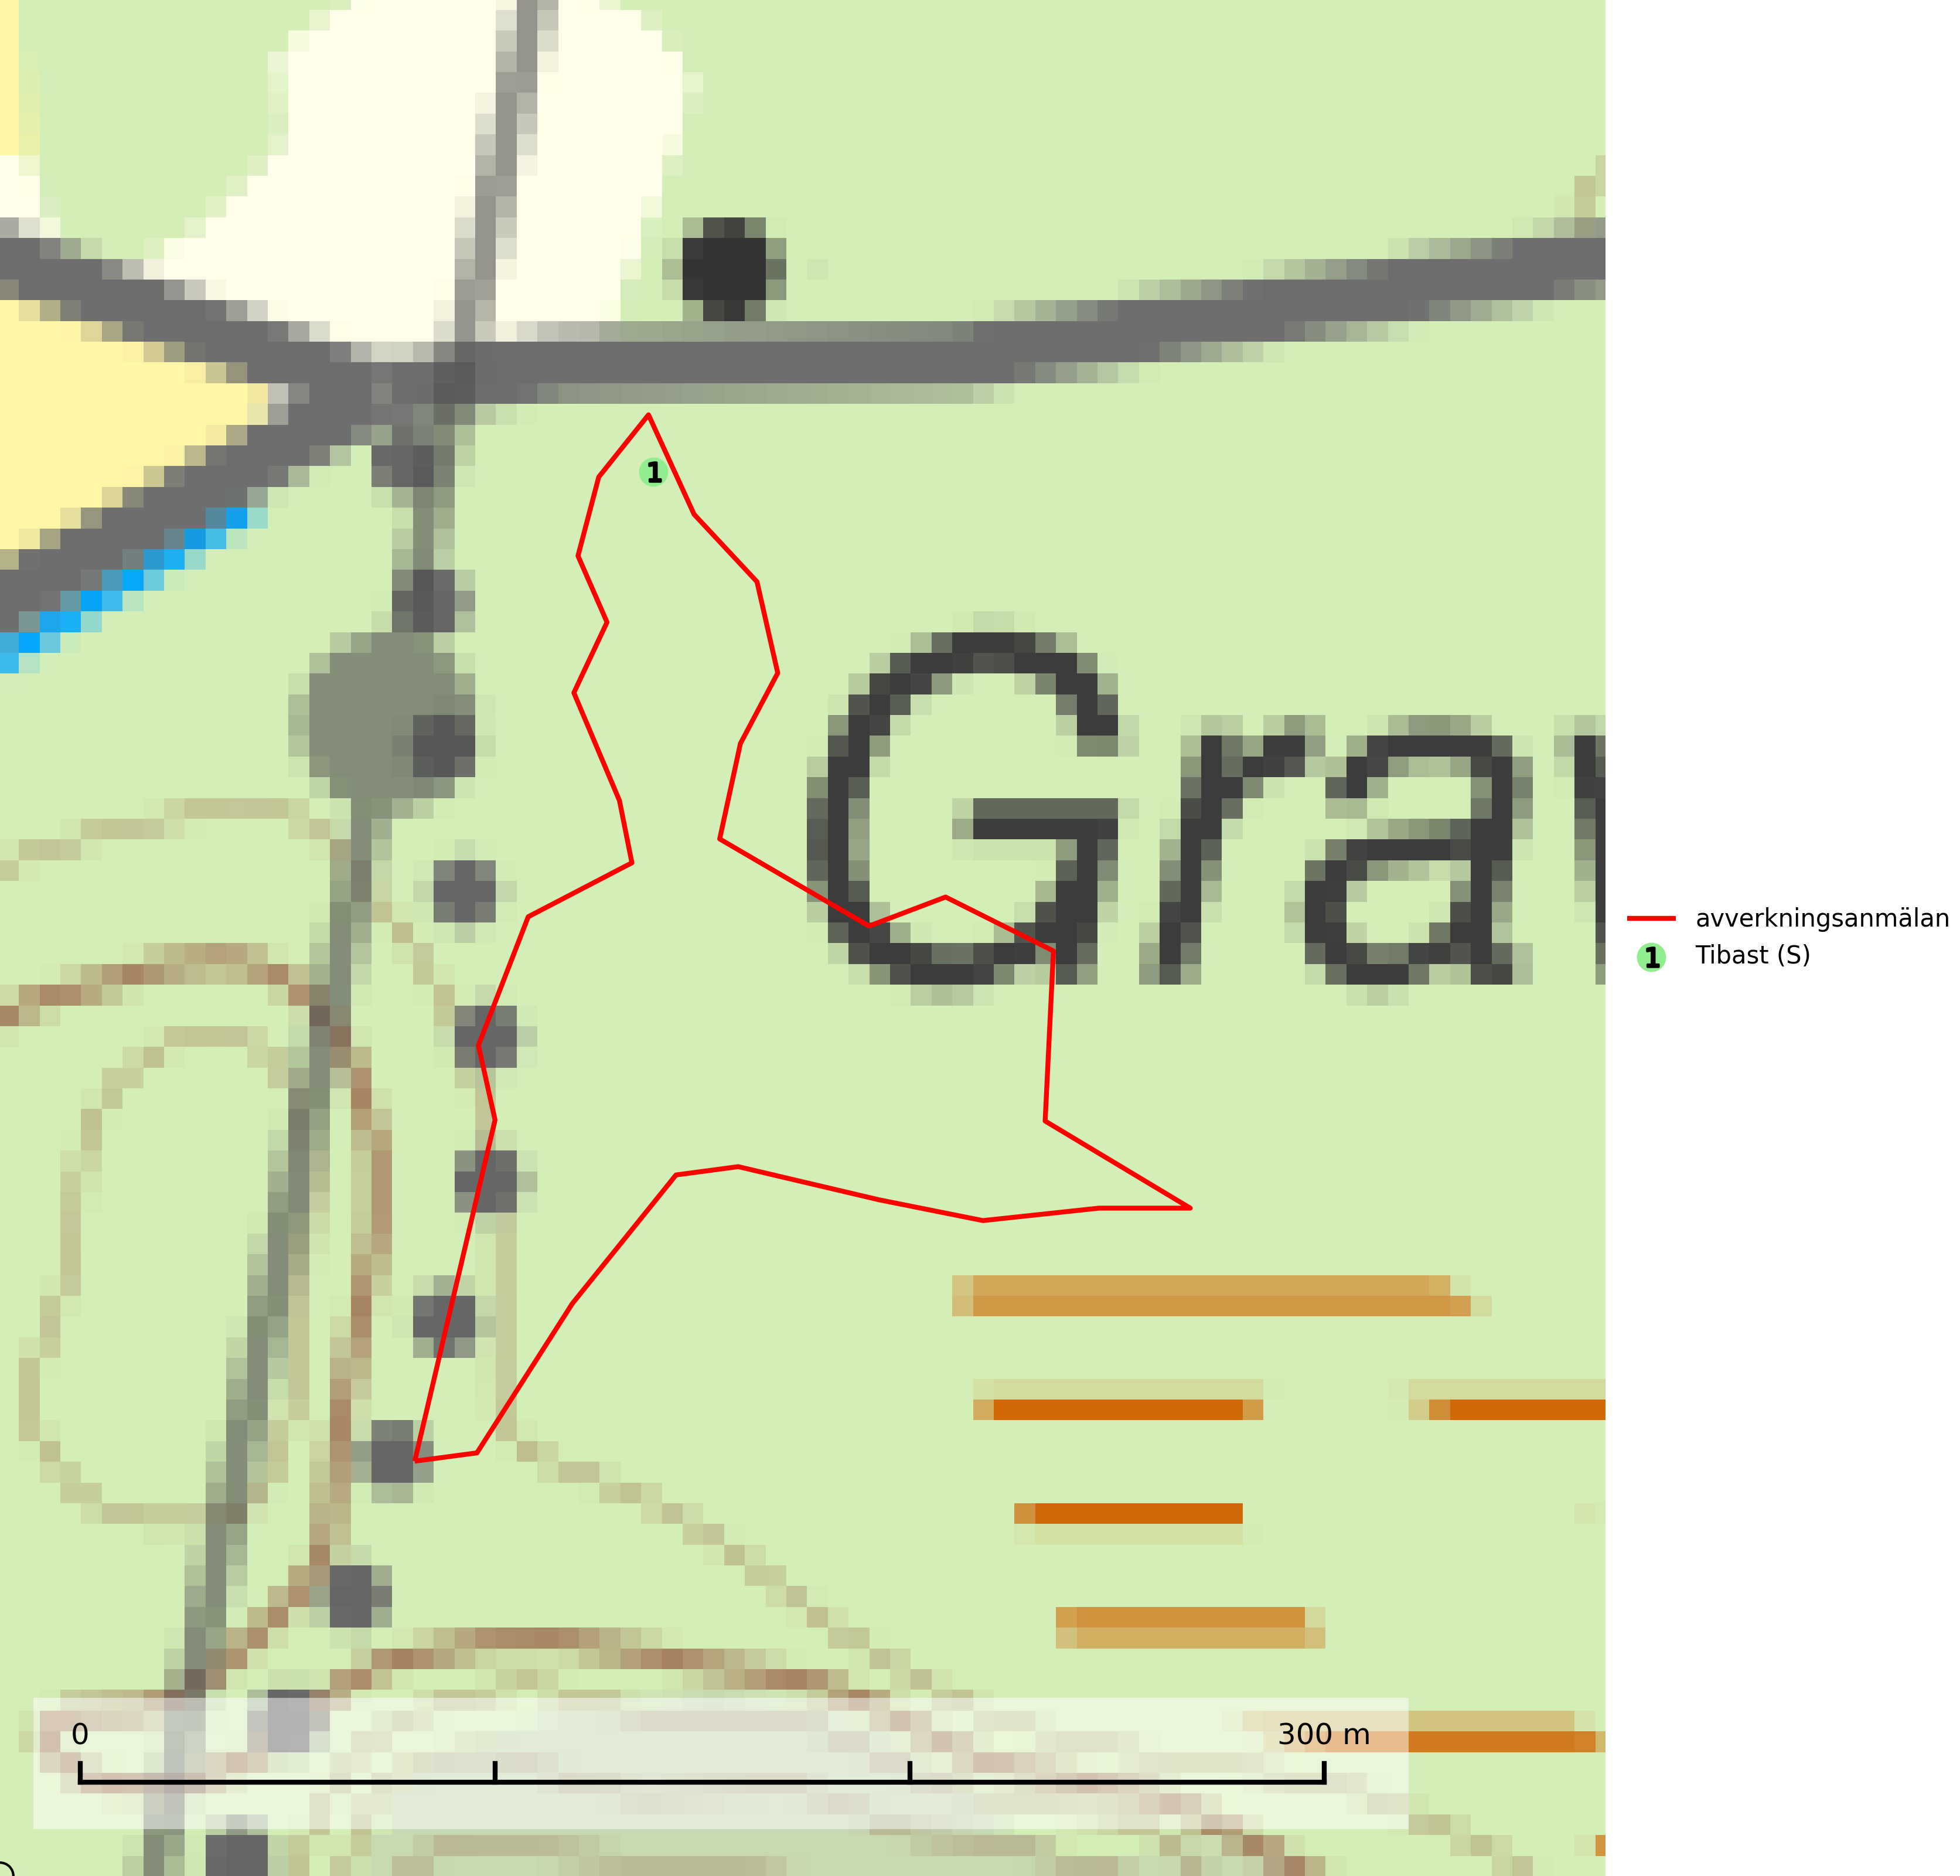 1
Gra
avverkningsanmälan
1 Tibast (S)
0 300 m